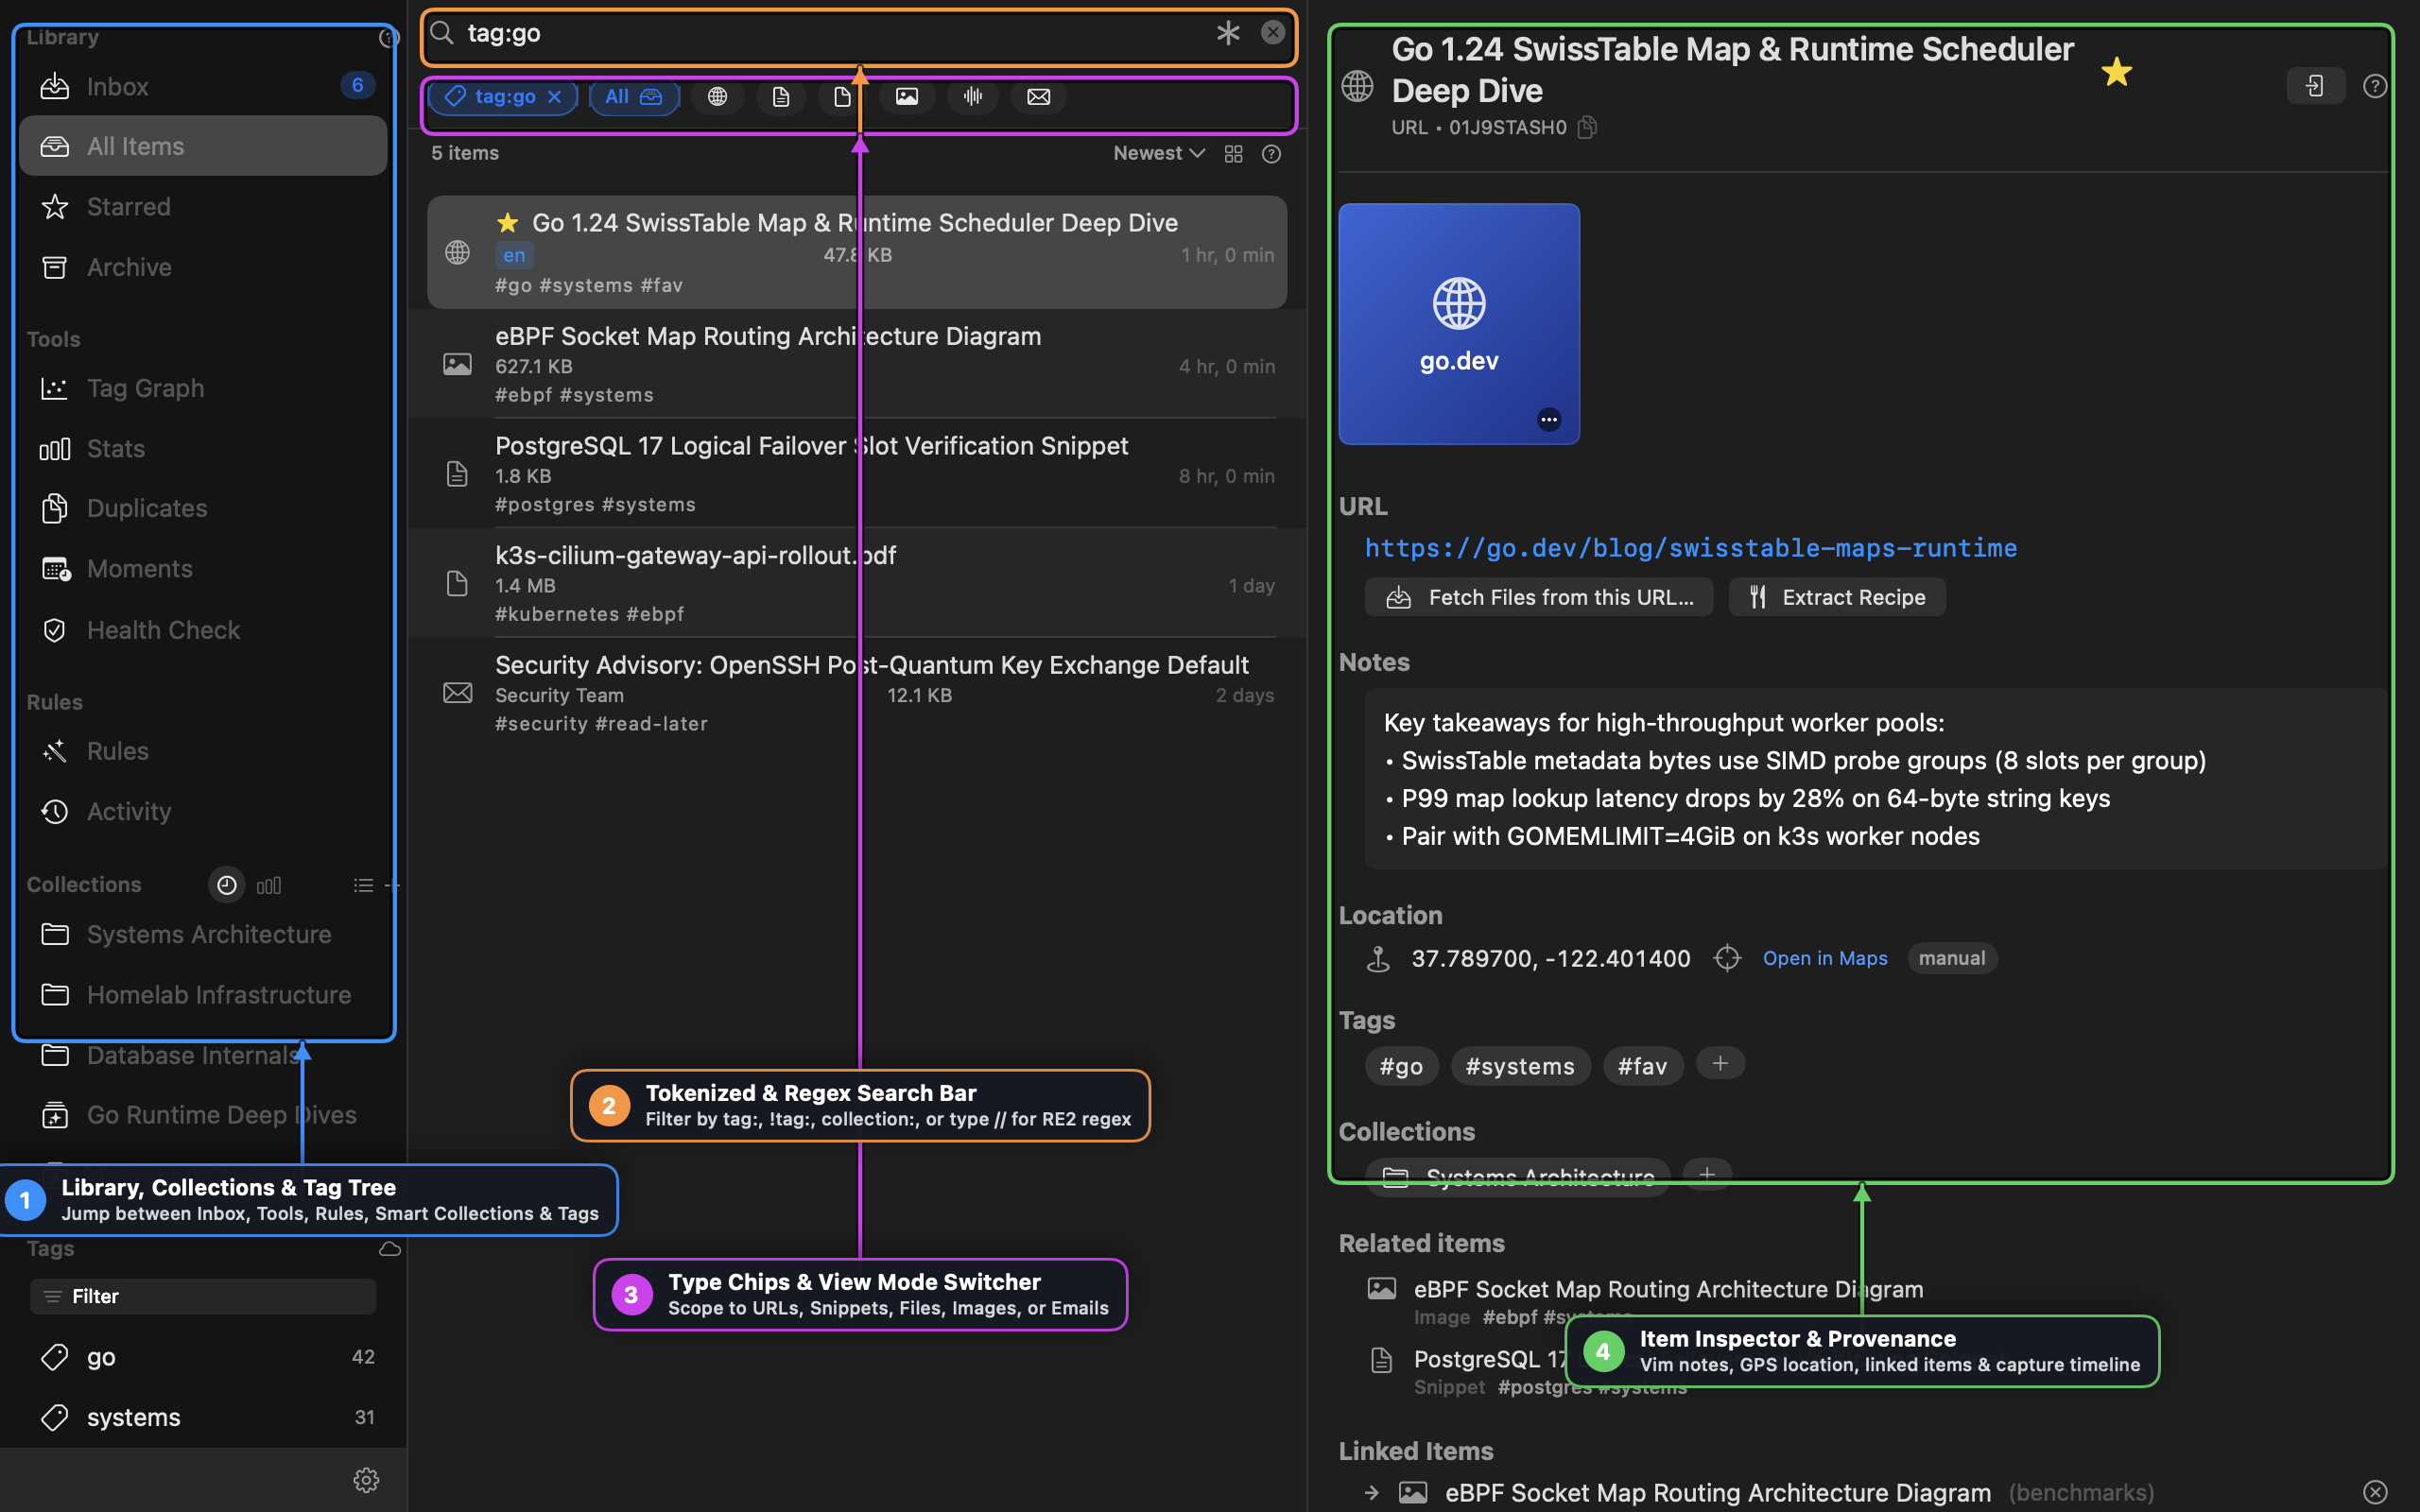 Library
Inbox
6
All Items
Starred
Archive
Tools
Tag Graph
Stats
Duplicates
Moments
Health Check
Rules
Rules
Activity
Collections
Systems Architecture
Homelab Infrastructure
Database Internals
Go Runtime Deep Dives
1
Library, Collections & Tag Tree
Jump between Inbox, Tools, Rules, Smart Collections & Tags
Tags
Filter
go
42
systems
31
tag:go
tag:go
All
5 items
Newest
Go 1.24 SwissTable Map & Runtime Scheduler Deep Dive
en
47.8 KB
1 hr, 0 min
#go #systems #fav
eBPF Socket Map Routing Architecture Diagram
627.1 KB
4 hr, 0 min
#ebpf #systems
PostgreSQL 17 Logical Failover Slot Verification Snippet
1.8 KB
8 hr, 0 min
#postgres #systems
k3s-cilium-gateway-api-rollout.pdf
1.4 MB
1 day
#kubernetes #ebpf
Security Advisory: OpenSSH Post-Quantum Key Exchange Default
Security Team
12.1 KB
2 days
#security #read-later
2
Tokenized & Regex Search Bar
Filter by tag:, !tag:, collection:, or type // for RE2 regex
3
Type Chips & View Mode Switcher
Scope to URLs, Snippets, Files, Images, or Emails
Go 1.24 SwissTable Map & Runtime Scheduler
Deep Dive
URL • 01J9STASH0
go.dev
URL
https://go.dev/blog/swisstable-maps-runtime
Fetch Files from this URL...
Extract Recipe
Notes
Key takeaways for high-throughput worker pools:
• SwissTable metadata bytes use SIMD probe groups (8 slots per group)
• P99 map lookup latency drops by 28% on 64-byte string keys
• Pair with GOMEMLIMIT=4GiB on k3s worker nodes
Location
37.789700, -122.401400
Open in Maps
manual
Tags
#go
#systems
#fav
Collections
Systems Architecture
Related items
eBPF Socket Map Routing Architecture Diagram
Image #ebpf #systems
PostgreSQL 17
Snippet #postgres #systems
4
Item Inspector & Provenance
Vim notes, GPS location, linked items & capture timeline
Linked Items
eBPF Socket Map Routing Architecture Diagram (benchmarks)